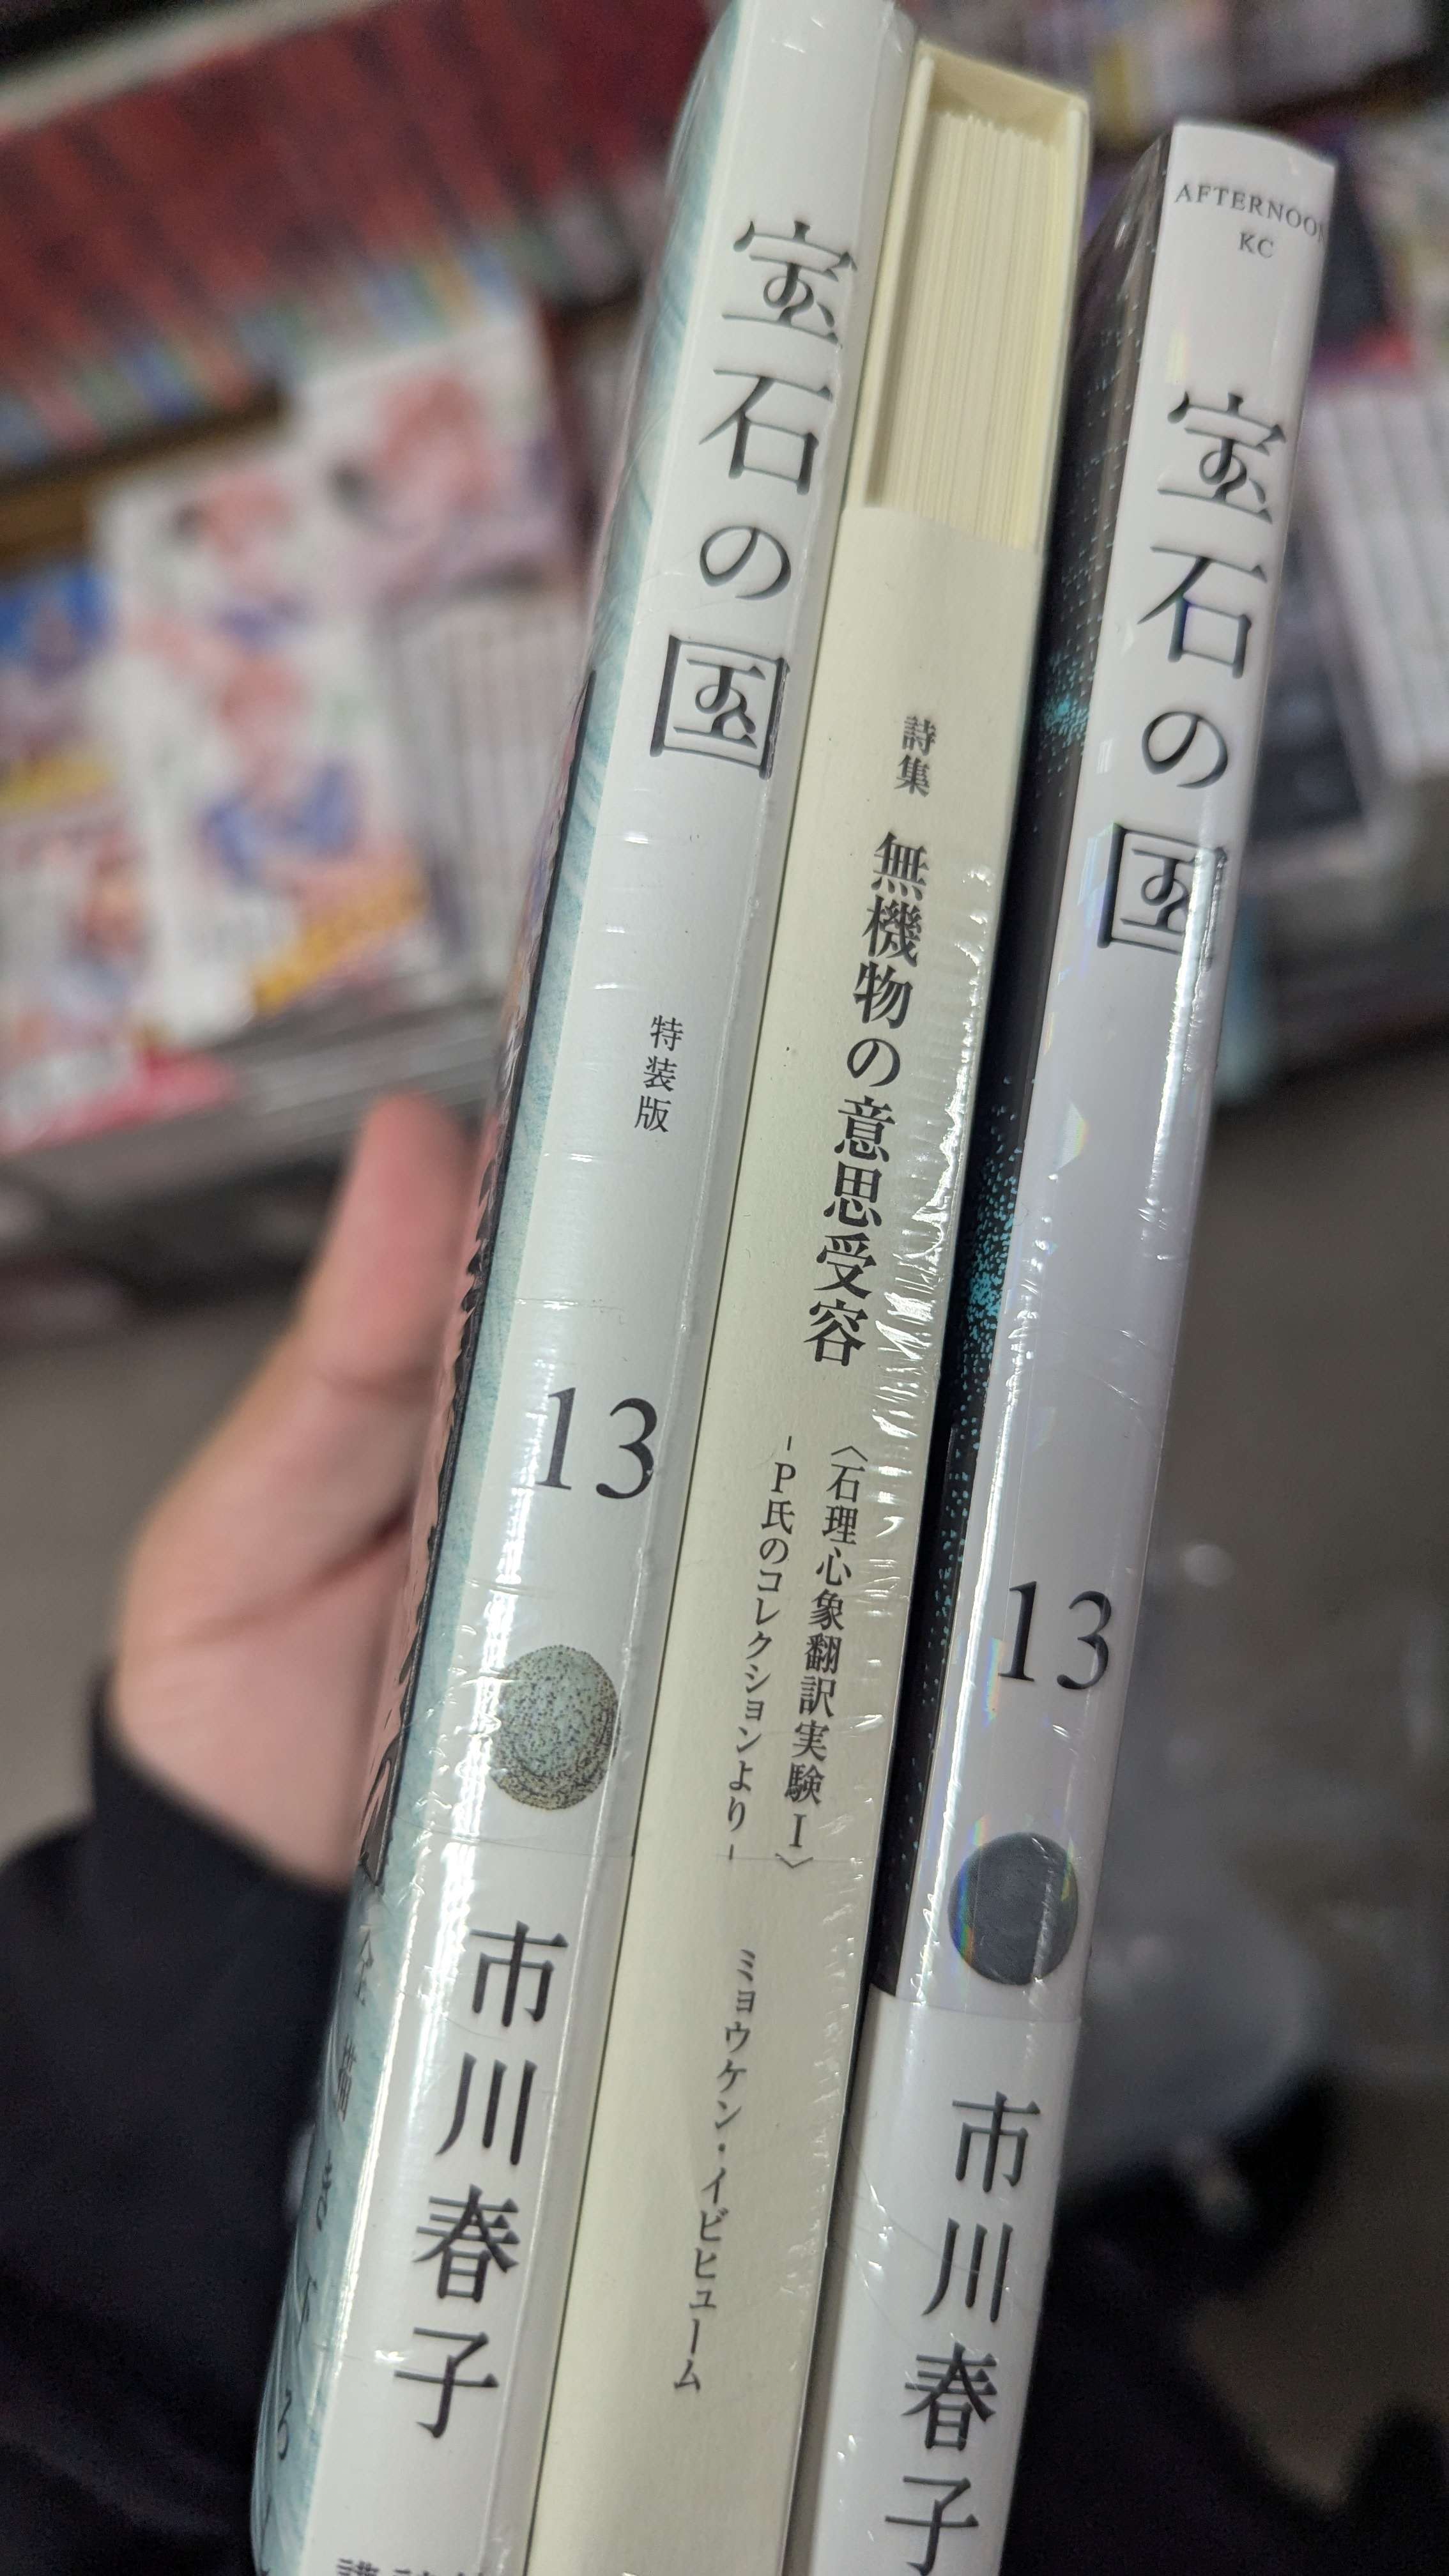 宝石の国
特装版
13
市川春子
詩集
無機物の意思受容
〈石理心象翻訳実験Ⅰ〉
-P氏のコレクションより-
ミョウケン・イビヒューム
AFTERNOON
KC
宝石の国
13
市川春子